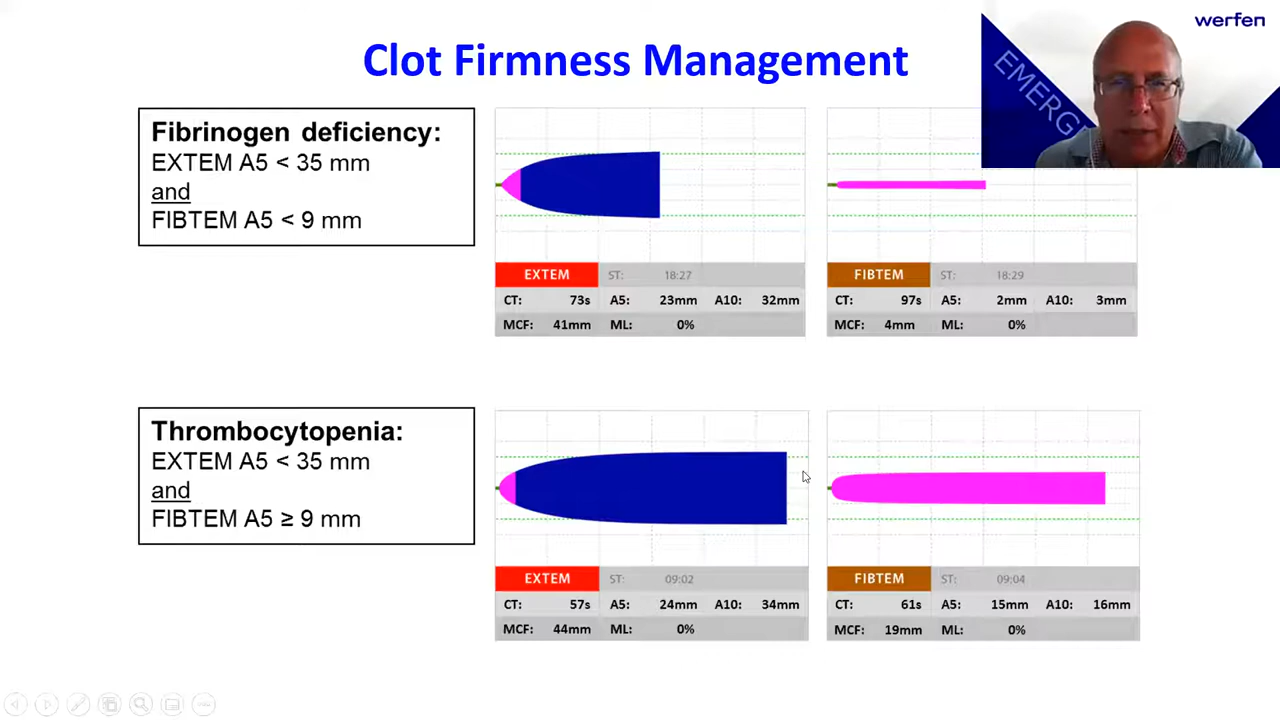 werfen
Clot Firmness Management
EMERG
Fibrinogen deficiency:
EXTEM A5 < 35 mm
and
FIBTEM A5 < 9 mm
EXTEM ST: 18:27
CT: 73s A5: 23mm A10: 32mm
MCF: 41mm ML: 0%
FIBTEM ST: 18:29
CT: 97s A5: 2mm A10: 3mm
MCF: 4mm ML: 0%
Thrombocytopenia:
EXTEM A5 < 35 mm
and
FIBTEM A5 ≥ 9 mm
EXTEM ST: 09:02
CT: 57s A5: 24mm A10: 34mm
MCF: 44mm ML: 0%
FIBTEM ST: 09:04
CT: 61s A5: 15mm A10: 16mm
MCF: 19mm ML: 0%